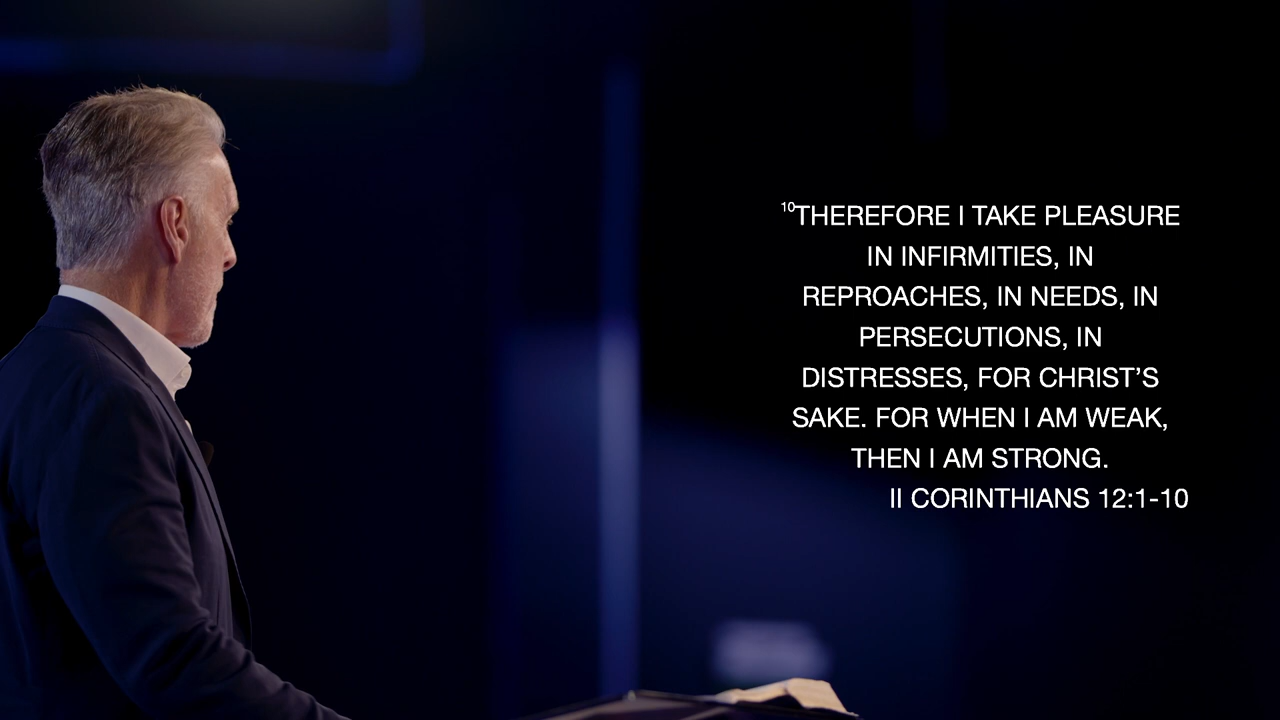 10THEREFORE I TAKE PLEASURE
IN INFIRMITIES, IN
REPROACHES, IN NEEDS, IN
PERSECUTIONS, IN
DISTRESSES, FOR CHRIST’S
SAKE. FOR WHEN I AM WEAK,
THEN I AM STRONG.
II CORINTHIANS 12:1-10